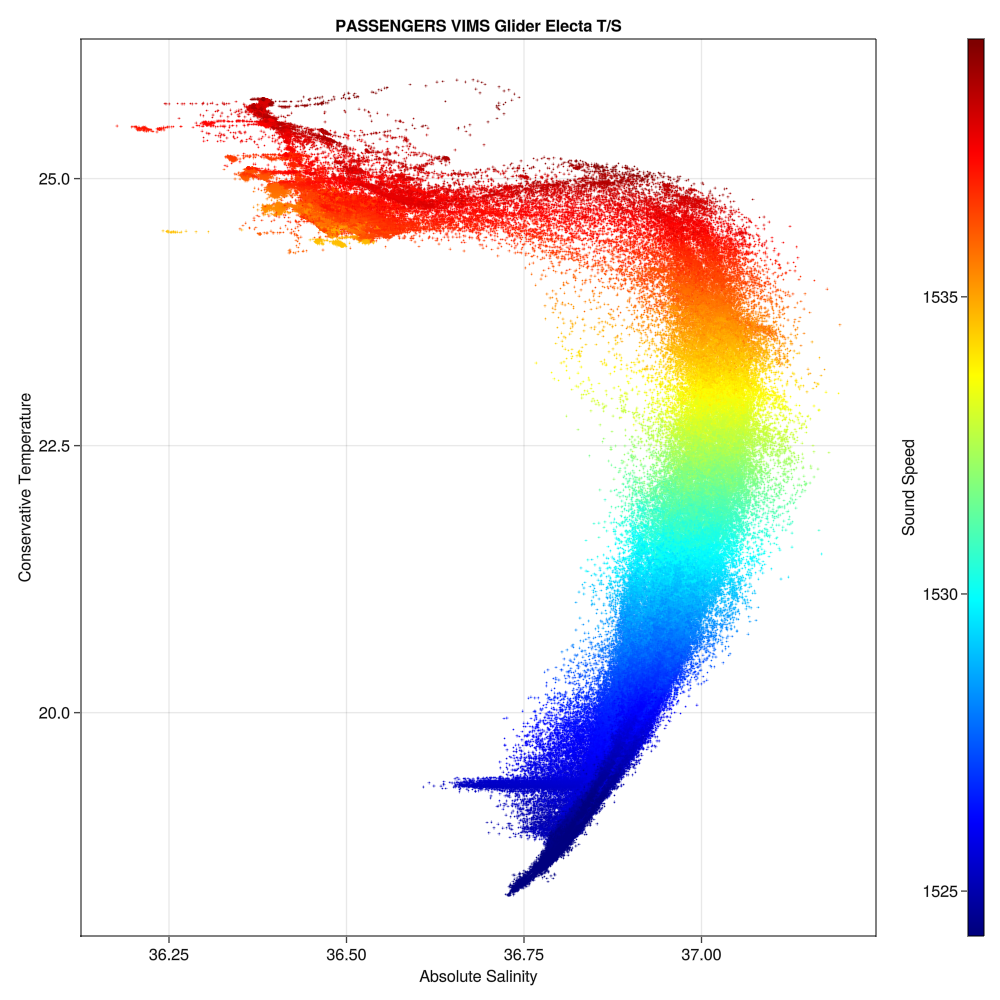 PASSENGERS VIMS Glider Electa T/S
Conservative Temperature
25.0
22.5
20.0
36.25
36.50
36.75
37.00
Absolute Salinity
Sound Speed
1535
1530
1525